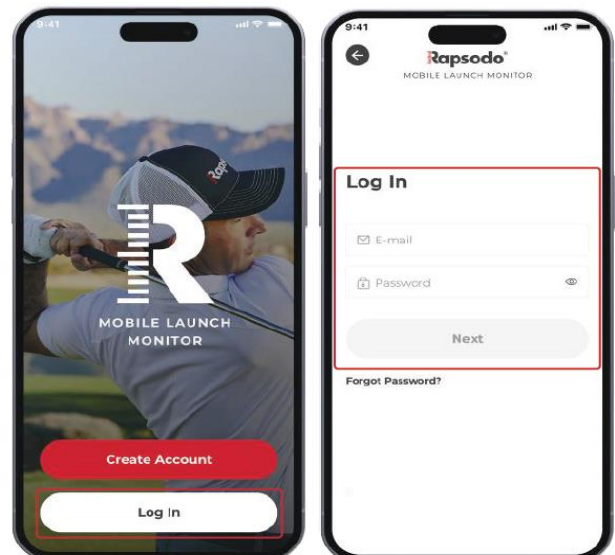 9:41
Rapso
R
MOBILE LAUNCH
MONITOR
Create Account
Log In
9:41
Rapsodo®
MOBILE LAUNCH MONITOR
Log In
E-mail
Password
Next
Forgot Password?